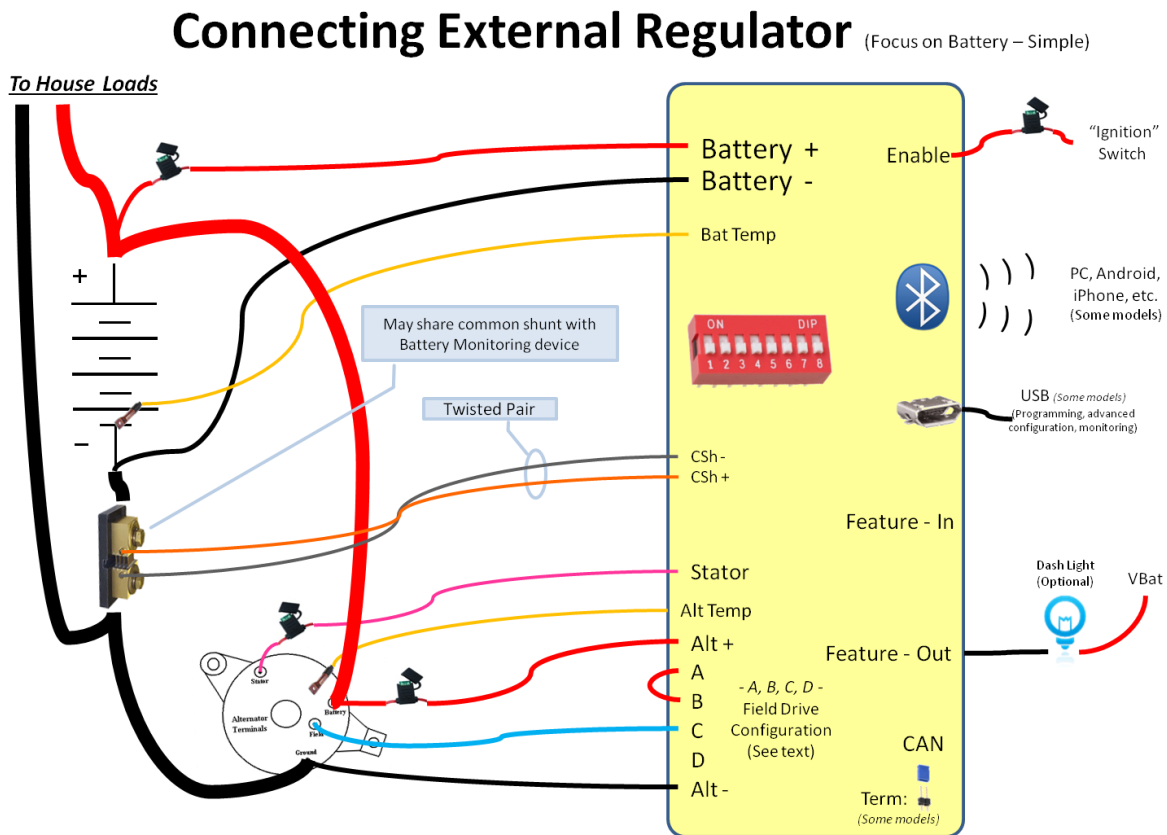 Connecting External Regulator (Focus on Battery – Simple)
To House Loads
Battery +
Battery -
Bat Temp
Enable
“Ignition”
Switch
+
−
May share common shunt with
Battery Monitoring device
Twisted Pair
ON DIP
1 2 3 4 5 6 7 8
PC, Android,
iPhone, etc.
(Some models)
USB (Some models)
(Programming, advanced
configuration, monitoring)
CSh -
CSh +
Feature - In
Stator
Alt Temp
Alt +
A
B
C
D
Alt -
- A, B, C, D -
Field Drive
Configuration
(See text)
Feature - Out
Dash Light
(Optional)
VBat
CAN
Term:
(Some models)
Stator
Battery
Alternator
Terminals
Field
Ground